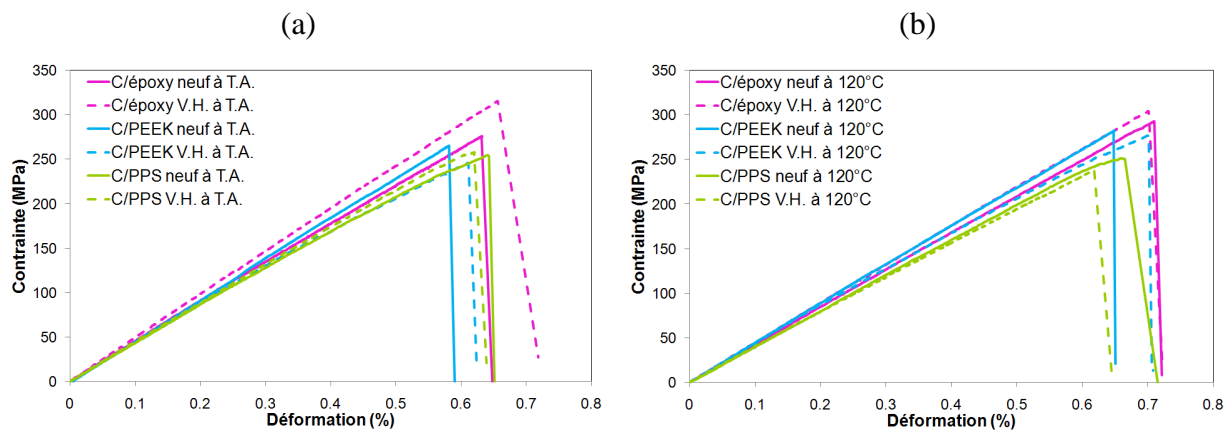 (a)
(b)
350
300
250
200
150
100
50
0
Contrainte (MPa)
C/époxy neuf à T.A.
C/époxy V.H. à T.A.
C/PEEK neuf à T.A.
C/PEEK V.H. à T.A.
C/PPS neuf à T.A.
C/PPS V.H. à T.A.
0 0.1 0.2 0.3 0.4 0.5 0.6 0.7 0.8
Déformation (%)
350
300
250
200
150
100
50
0
Contrainte (MPa)
C/époxy neuf à 120°C
C/époxy V.H. à 120°C
C/PEEK neuf à 120°C
C/PEEK V.H. à 120°C
C/PPS neuf à 120°C
C/PPS V.H. à 120°C
0 0.1 0.2 0.3 0.4 0.5 0.6 0.7 0.8
Déformation (%)